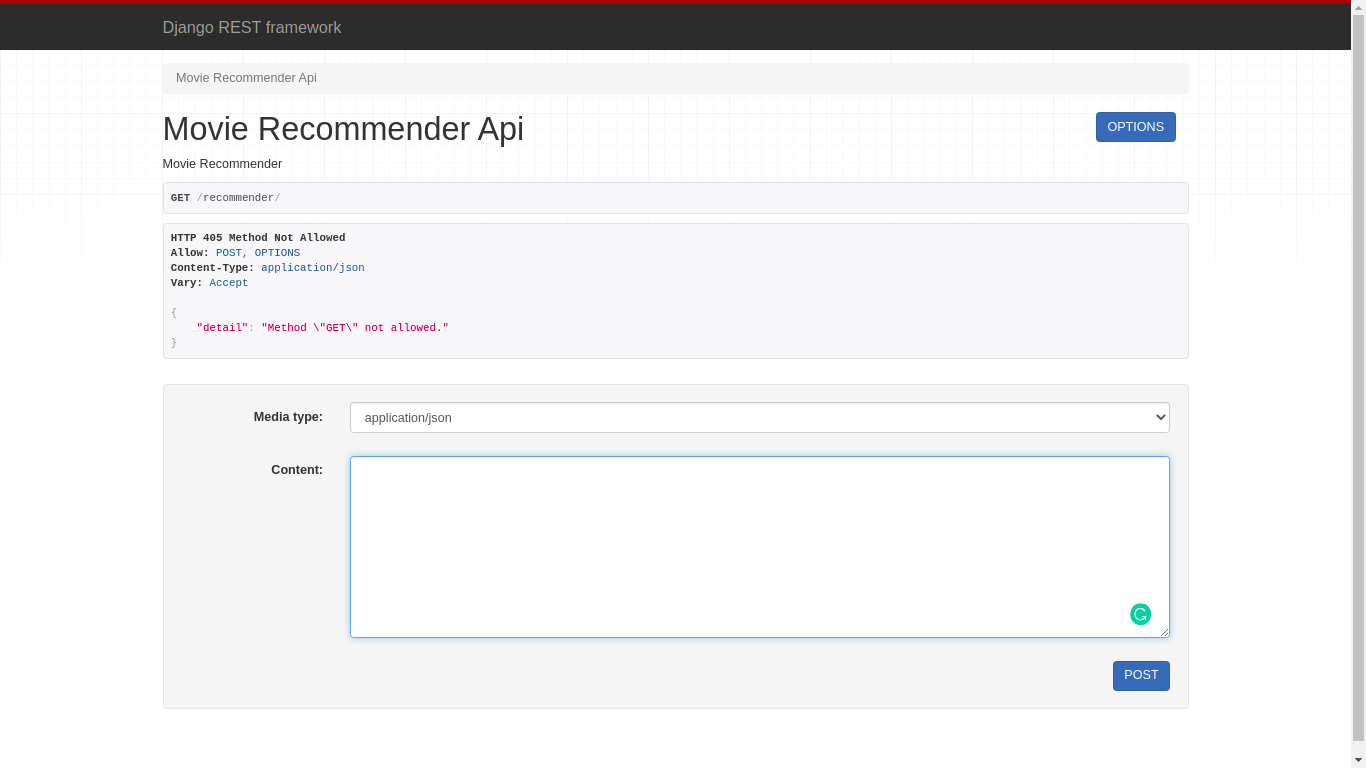 Django REST framework
Movie Recommender Api
Movie Recommender Api
OPTIONS
Movie Recommender
GET /recommender/
HTTP 405 Method Not Allowed
Allow: POST, OPTIONS
Content-Type: application/json
Vary: Accept
{
    "detail": "Method \"GET\" not allowed."
}
Media type:
application/json
Content:
POST